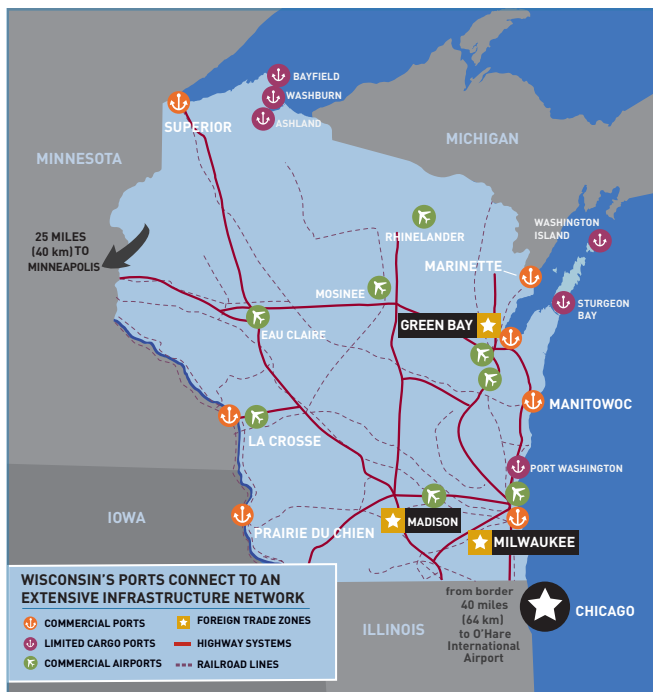 BAYFIELD
WASHBURN
ASHLAND
SUPERIOR
MICHIGAN
MINNESOTA
WASHINGTON
ISLAND
25 MILES
(40 km) TO
MINNEAPOLIS
RHINELANDER
MARINETTE
MOSINEE
STURGEON
BAY
GREEN BAY
EAU CLAIRE
MANITOWOC
LA CROSSE
PORT WASHINGTON
IOWA
PRAIRIE DU CHIEN
MADISON
MILWAUKEE
WISCONSIN'S PORTS CONNECT TO AN
EXTENSIVE INFRASTRUCTURE NETWORK
COMMERCIAL PORTS
FOREIGN TRADE ZONES
LIMITED CARGO PORTS
HIGHWAY SYSTEMS
COMMERCIAL AIRPORTS
RAILROAD LINES
ILLINOIS
from border
40 miles
(64 km)
to O'Hare
International
Airport
CHICAGO